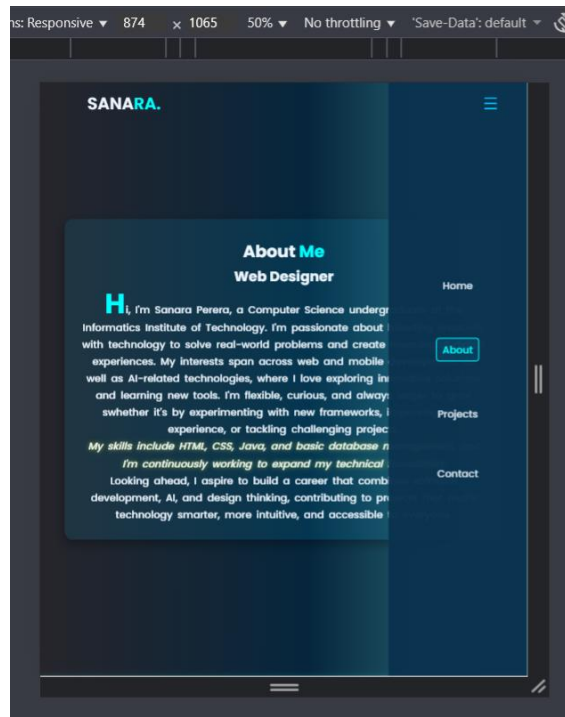 ns: Responsive ▼ 874 × 1065 50% ▼ No throttling ▼ 'Save-Data': default ▼
SANARA.
About Me
Web Designer
Hi, I'm Sanara Perera, a Computer Science undergr
Informatics Institute of Technology. I'm passionate about
with technology to solve real-world problems and create
experiences. My interests span across web and mobile
well as AI-related technologies, where I love exploring in
and learning new tools. I'm flexible, curious, and alway
swhether it's by experimenting with new frameworks, i
experience, or tackling challenging projec
My skills include HTML, CSS, Java, and basic database m
I'm continuously working to expand my technical
Looking ahead, I aspire to build a career that comb
development, AI, and design thinking, contributing to pr
technology smarter, more intuitive, and accessible
Home
About
Projects
Contact